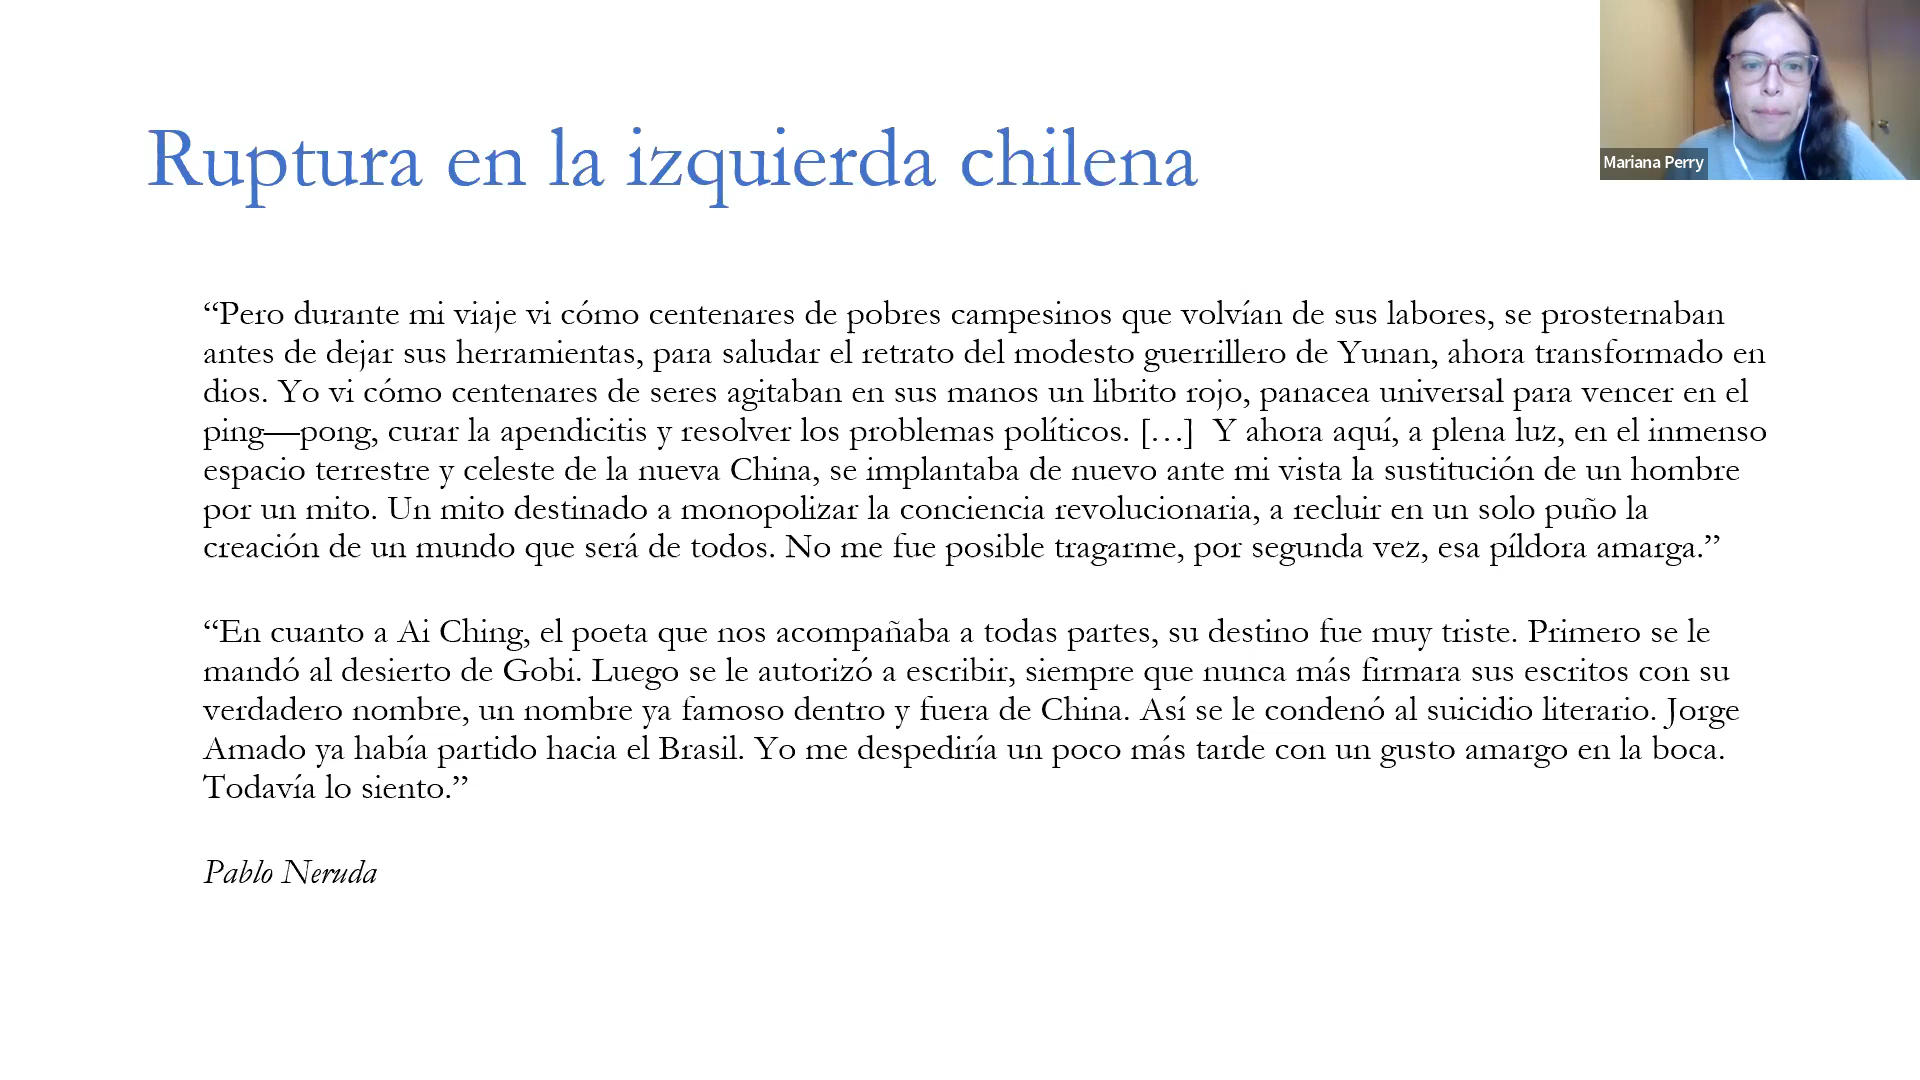 Ruptura en la izquierda chilena
Mariana Perry
“Pero durante mi viaje vi cómo centenares de pobres campesinos que volvían de sus labores, se prosternaban
antes de dejar sus herramientas, para saludar el retrato del modesto guerrillero de Yunan, ahora transformado en
dios. Yo vi cómo centenares de seres agitaban en sus manos un librito rojo, panacea universal para vencer en el
ping—pong, curar la apendicitis y resolver los problemas políticos. […]  Y ahora aquí, a plena luz, en el inmenso
espacio terrestre y celeste de la nueva China, se implantaba de nuevo ante mi vista la sustitución de un hombre
por un mito. Un mito destinado a monopolizar la conciencia revolucionaria, a recluir en un solo puño la
creación de un mundo que será de todos. No me fue posible tragarme, por segunda vez, esa píldora amarga.”
“En cuanto a Ai Ching, el poeta que nos acompañaba a todas partes, su destino fue muy triste. Primero se le
mandó al desierto de Gobi. Luego se le autorizó a escribir, siempre que nunca más firmara sus escritos con su
verdadero nombre, un nombre ya famoso dentro y fuera de China. Así se le condenó al suicidio literario. Jorge
Amado ya había partido hacia el Brasil. Yo me despediría un poco más tarde con un gusto amargo en la boca.
Todavía lo siento.”
Pablo Neruda